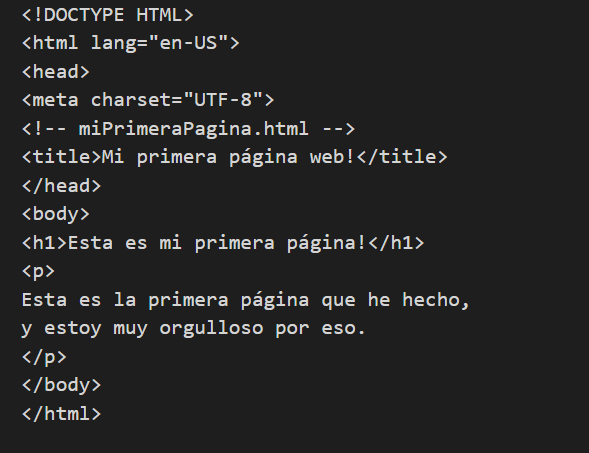 <!DOCTYPE HTML>
<html lang="en-US">
<head>
<meta charset="UTF-8">
<!-- miPrimeraPagina.html -->
<title>Mi primera página web!</title>
</head>
<body>
<h1>Esta es mi primera página!</h1>
<p>
Esta es la primera página que he hecho,
y estoy muy orgulloso por eso.
</p>
</body>
</html>